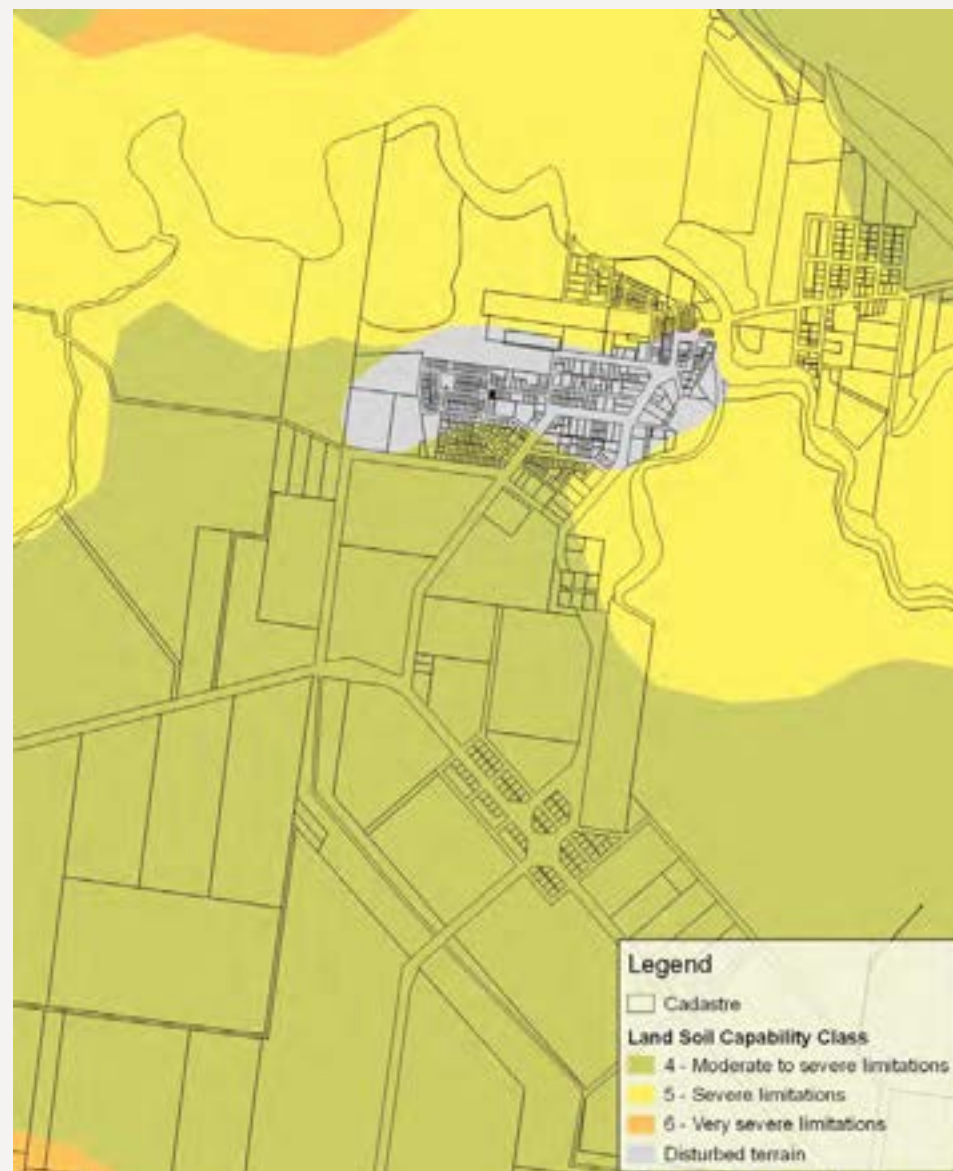 Legend
Cadastre
Land Soil Capability Class
4 - Moderate to severe limitations
5 - Severe limitations
6 - Very severe limitations
Disturbed terrain